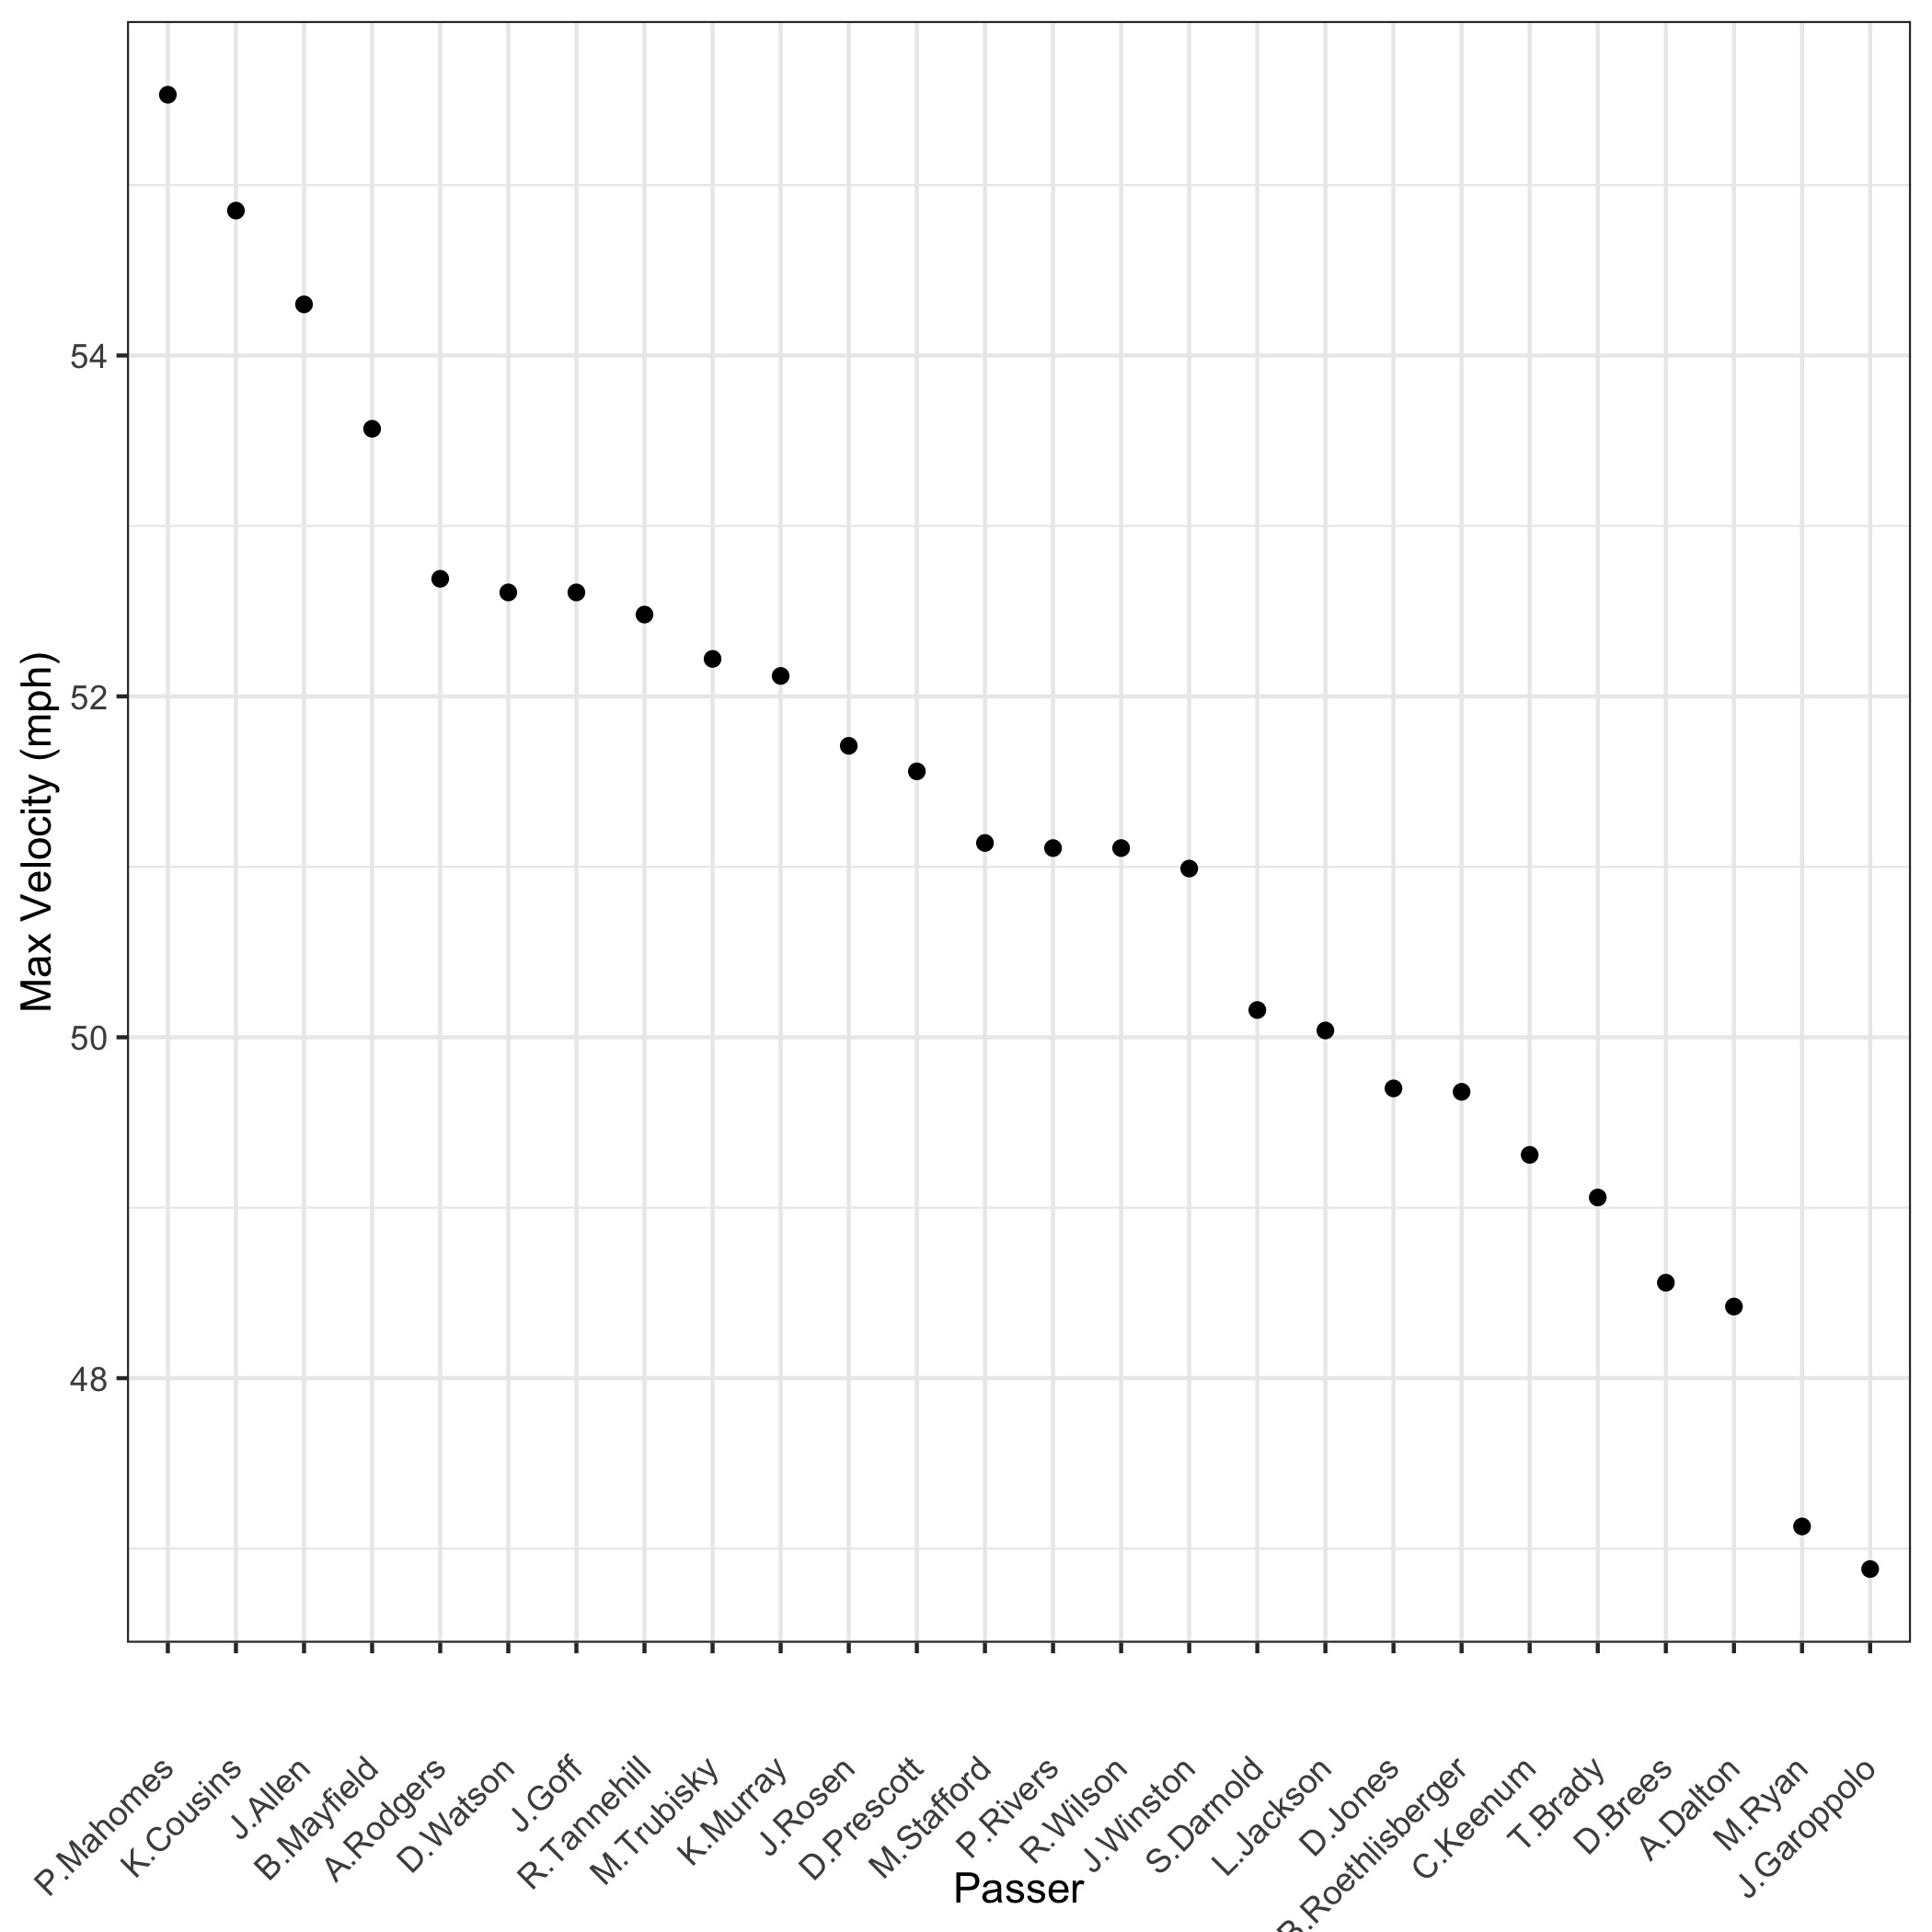 Max Velocity (mph)
54
52
50
48
P.Mahomes
K.Cousins
J.Allen
B.Mayfield
A.Rodgers
D.Watson
J.Goff
R.Tannehill
M.Trubisky
K.Murray
J.Rosen
D.Prescott
M.Stafford
P.Rivers
R.Wilson
J.Winston
S.Darnold
L.Jackson
D.Jones
B.Roethlisberger
C.Keenum
T.Brady
D.Brees
A.Dalton
M.Ryan
J.Garoppolo
Passer